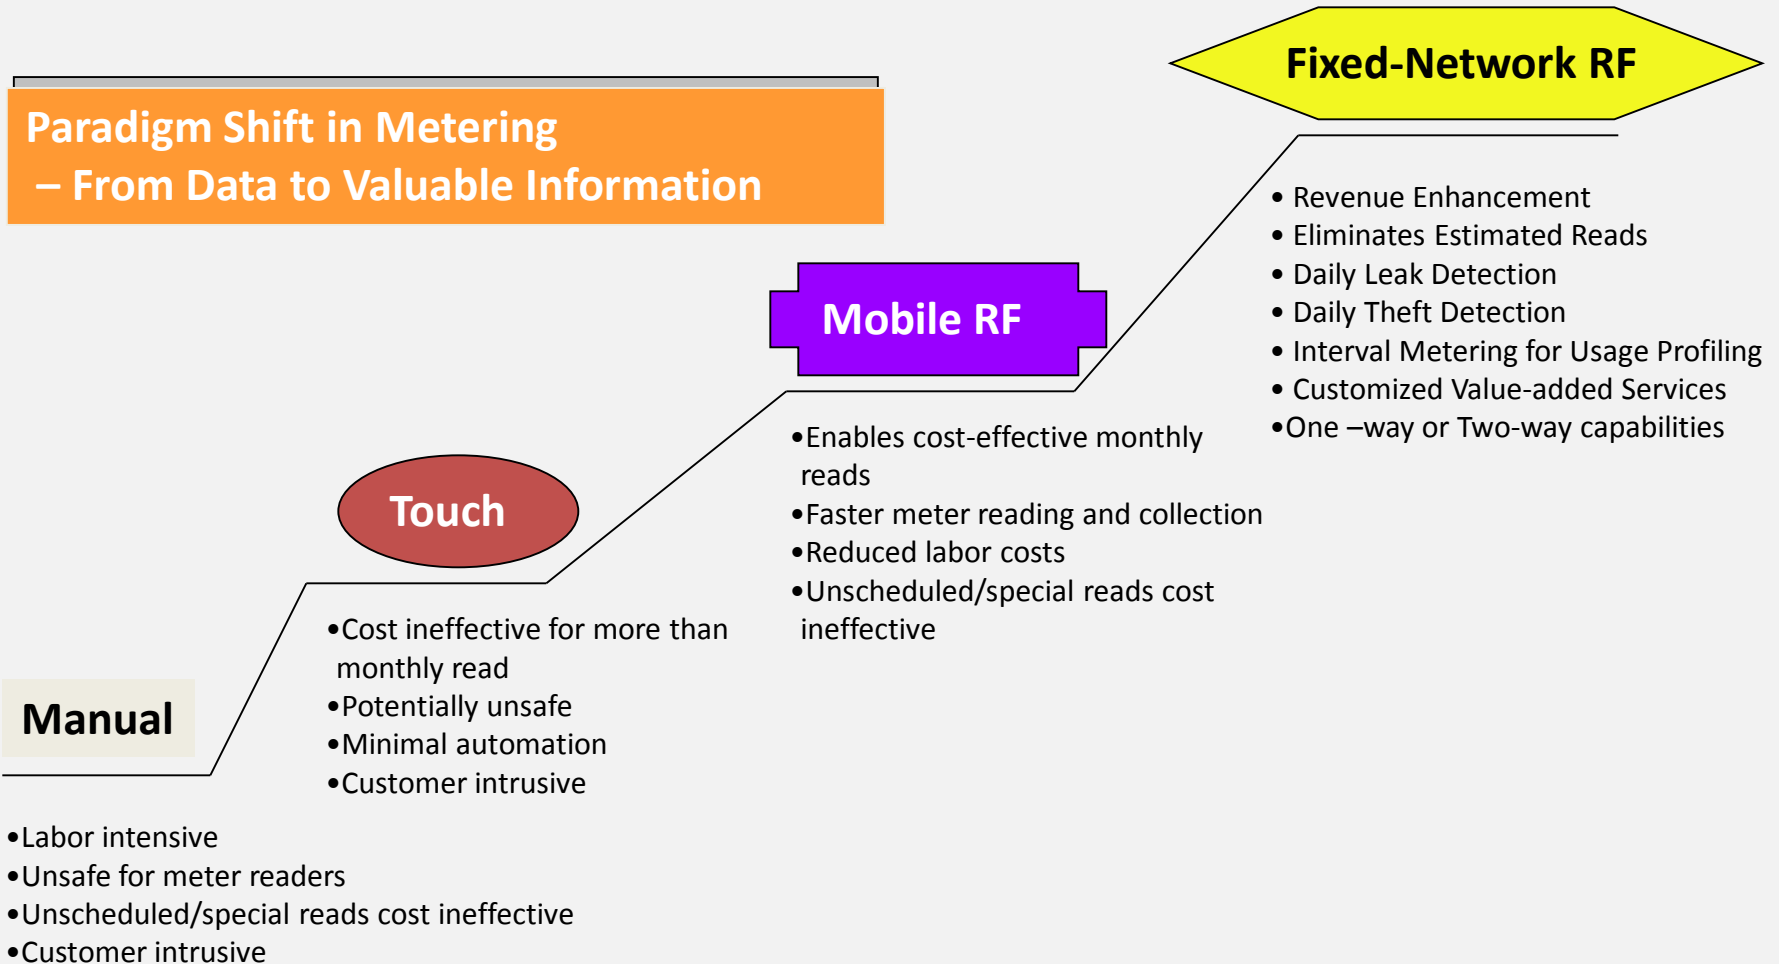 Paradigm Shift in Metering
– From Data to Valuable Information
Fixed-Network RF
• Revenue Enhancement
• Eliminates Estimated Reads
• Daily Leak Detection
• Daily Theft Detection
• Interval Metering for Usage Profiling
• Customized Value-added Services
•One –way or Two-way capabilities
Mobile RF
•Enables cost-effective monthly
reads
•Faster meter reading and collection
•Reduced labor costs
•Unscheduled/special reads cost
ineffective
Touch
•Cost ineffective for more than
monthly read
•Potentially unsafe
•Minimal automation
•Customer intrusive
Manual
•Labor intensive
•Unsafe for meter readers
•Unscheduled/special reads cost ineffective
•Customer intrusive